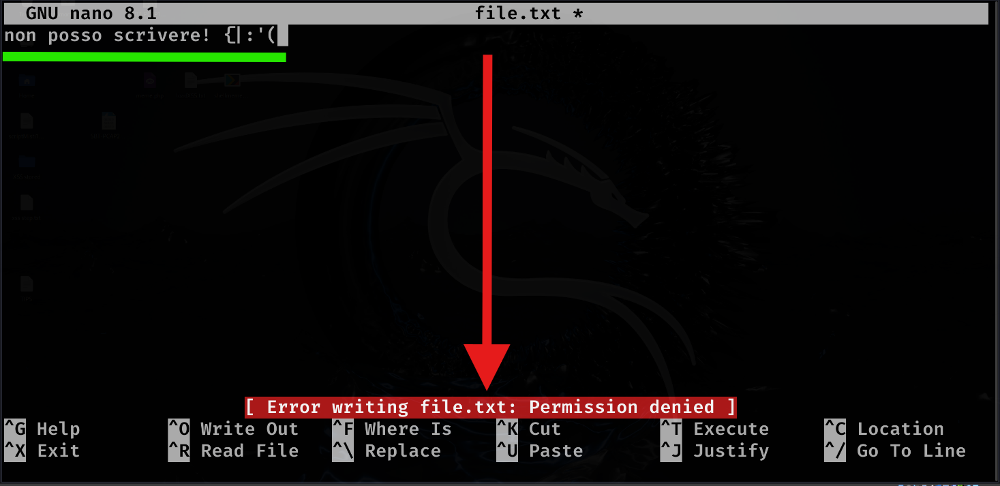 GNU nano 8.1 file.txt *
non posso scrivere! {|:'(
[ Error writing file.txt: Permission denied ]
^G Help ^O Write Out ^F Where Is ^K Cut ^T Execute ^C Location
^X Exit ^R Read File ^\ Replace ^U Paste ^J Justify ^/ Go To Line